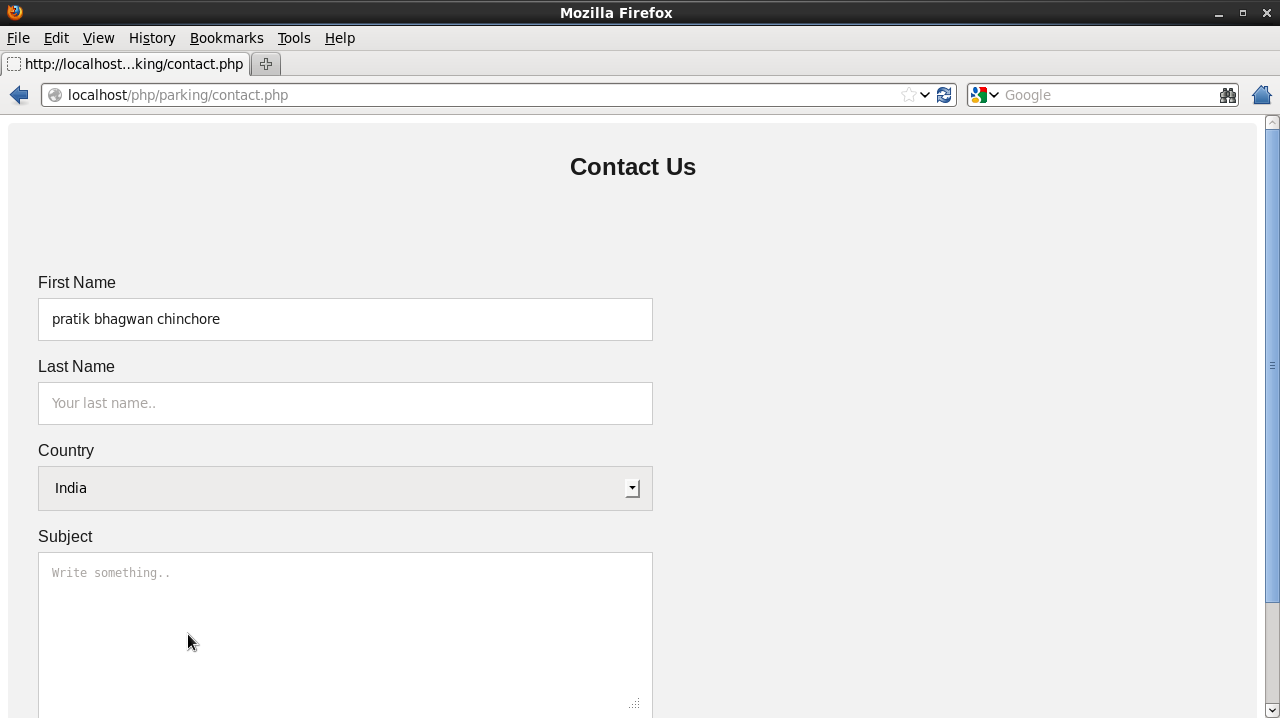 Mozilla Firefox
File Edit View History Bookmarks Tools Help
http://localhost...king/contact.php
localhost/php/parking/contact.php
Google
Contact Us
First Name
pratik bhagwan chinchore
Last Name
Your last name..
Country
India
Subject
Write something..